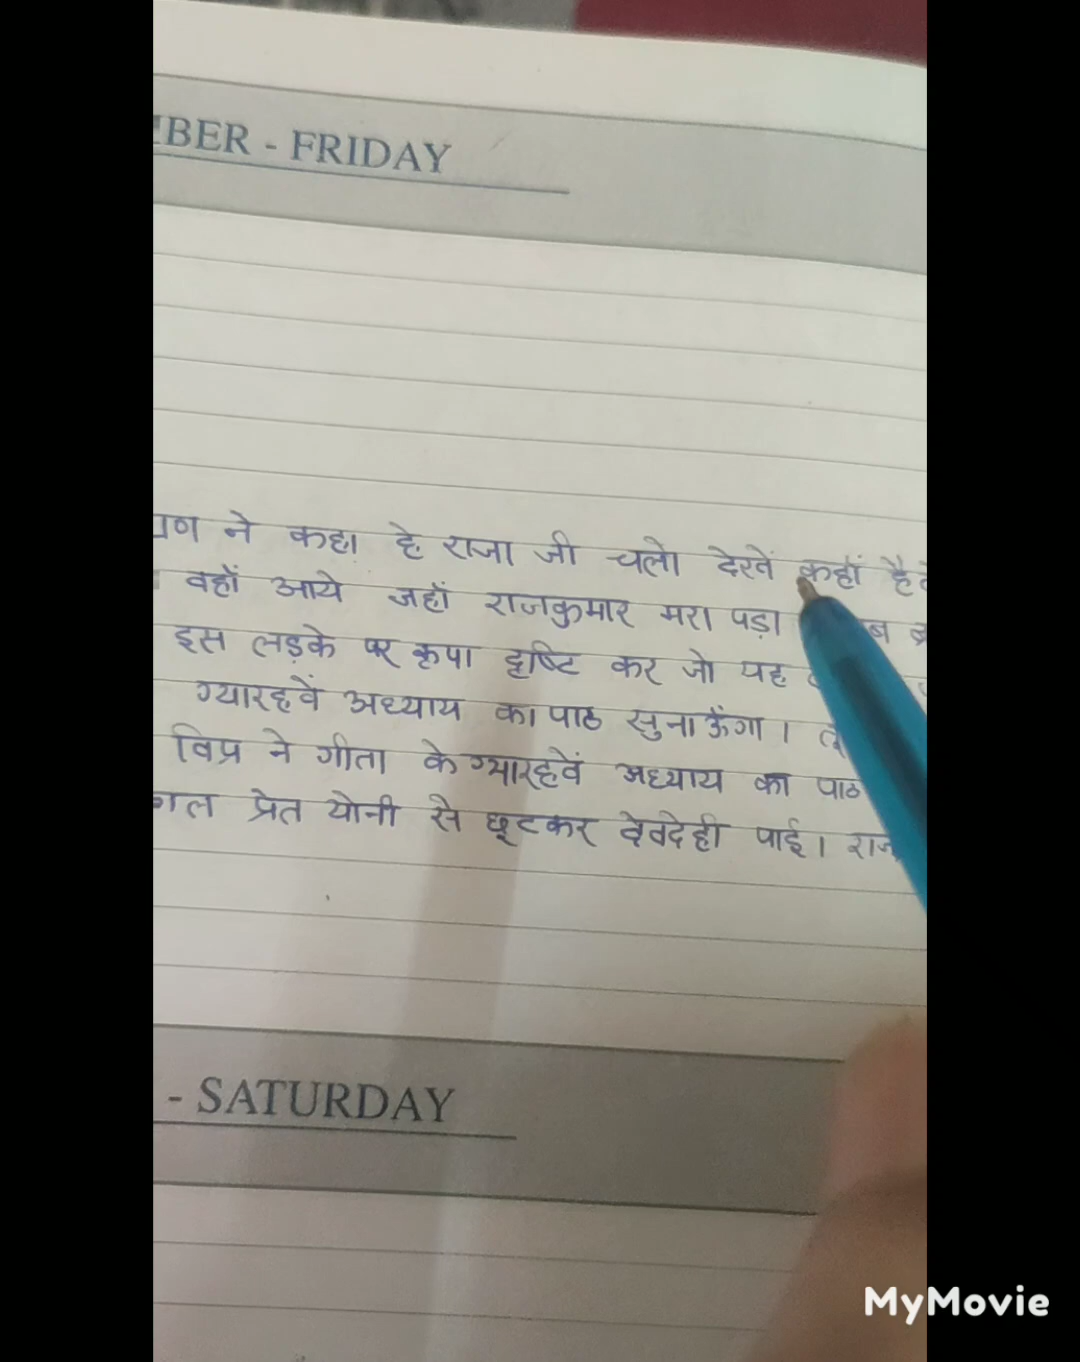 BER - FRIDAY
ने कहा हे राजा जी चलो देखें कहाँ है
वहाँ आये जहाँ राजकुमार मरा पड़ा
इस लड़के पर कृपा दृष्टि कर जो यह
ग्यारहवें अध्याय का पाठ सुनाऊँगा।
विप्र ने गीता के ग्यारहवें अध्याय का पाठ
प्रेत योनी से छूटकर देवदेही पाई।
- SATURDAY
MyMovie